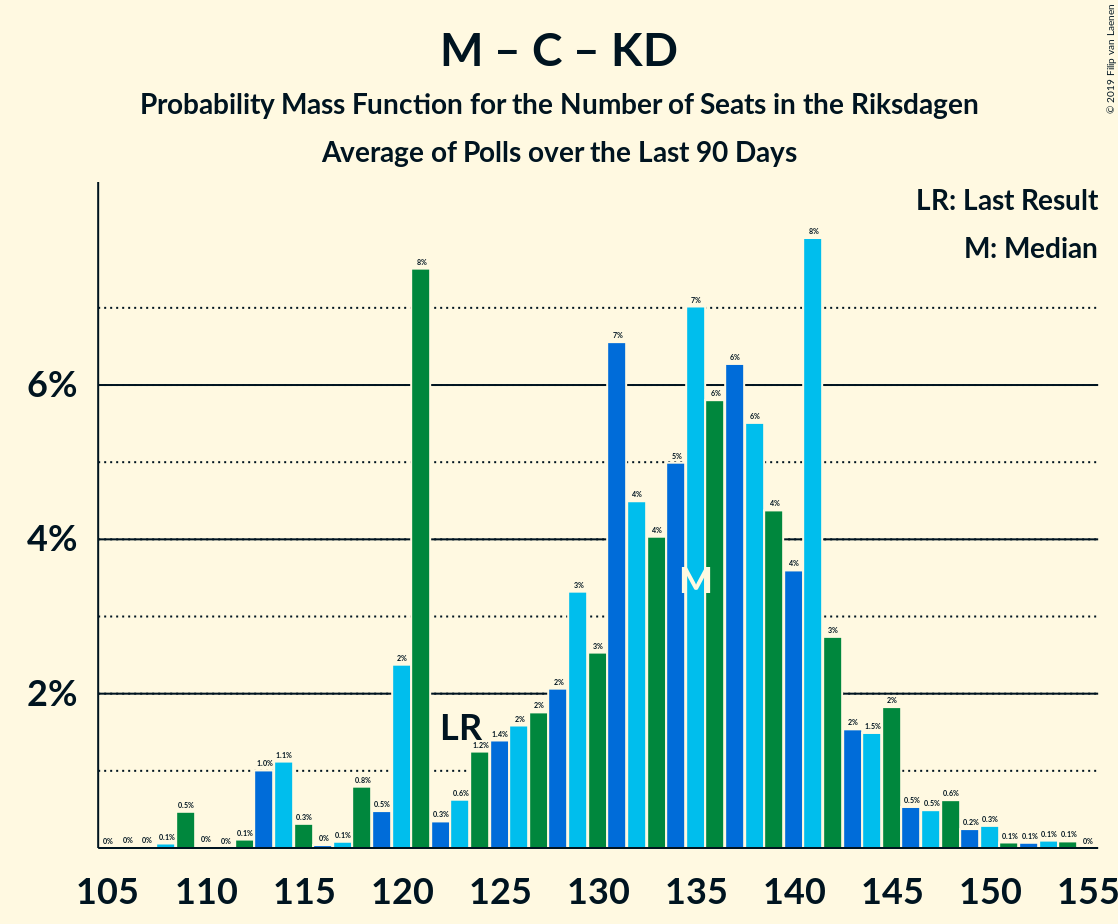 M – C – KD
Probability Mass Function for the Number of Seats in the Riksdagen
Average of Polls over the Last 90 Days
© 2019 Filip van Laenen
LR: Last Result
M: Median
6%
4%
2%
0% 0% 0% 0.1% 0.5% 0% 0% 0.1% 1.0% 1.1% 0.3% 0% 0.1% 0.8% 0.5% 2% 8% 0.3% 0.6% 1.2% 1.4% 2% 2% 2% 3% 3% 7% 4% 4% 5% 7% 6% 6% 6% 4% 4% 8% 3% 2% 1.5% 2% 0.5% 0.5% 0.6% 0.2% 0.3% 0.1% 0.1% 0.1% 0.1% 0%
LR
M
105 110 115 120 125 130 135 140 145 150 155